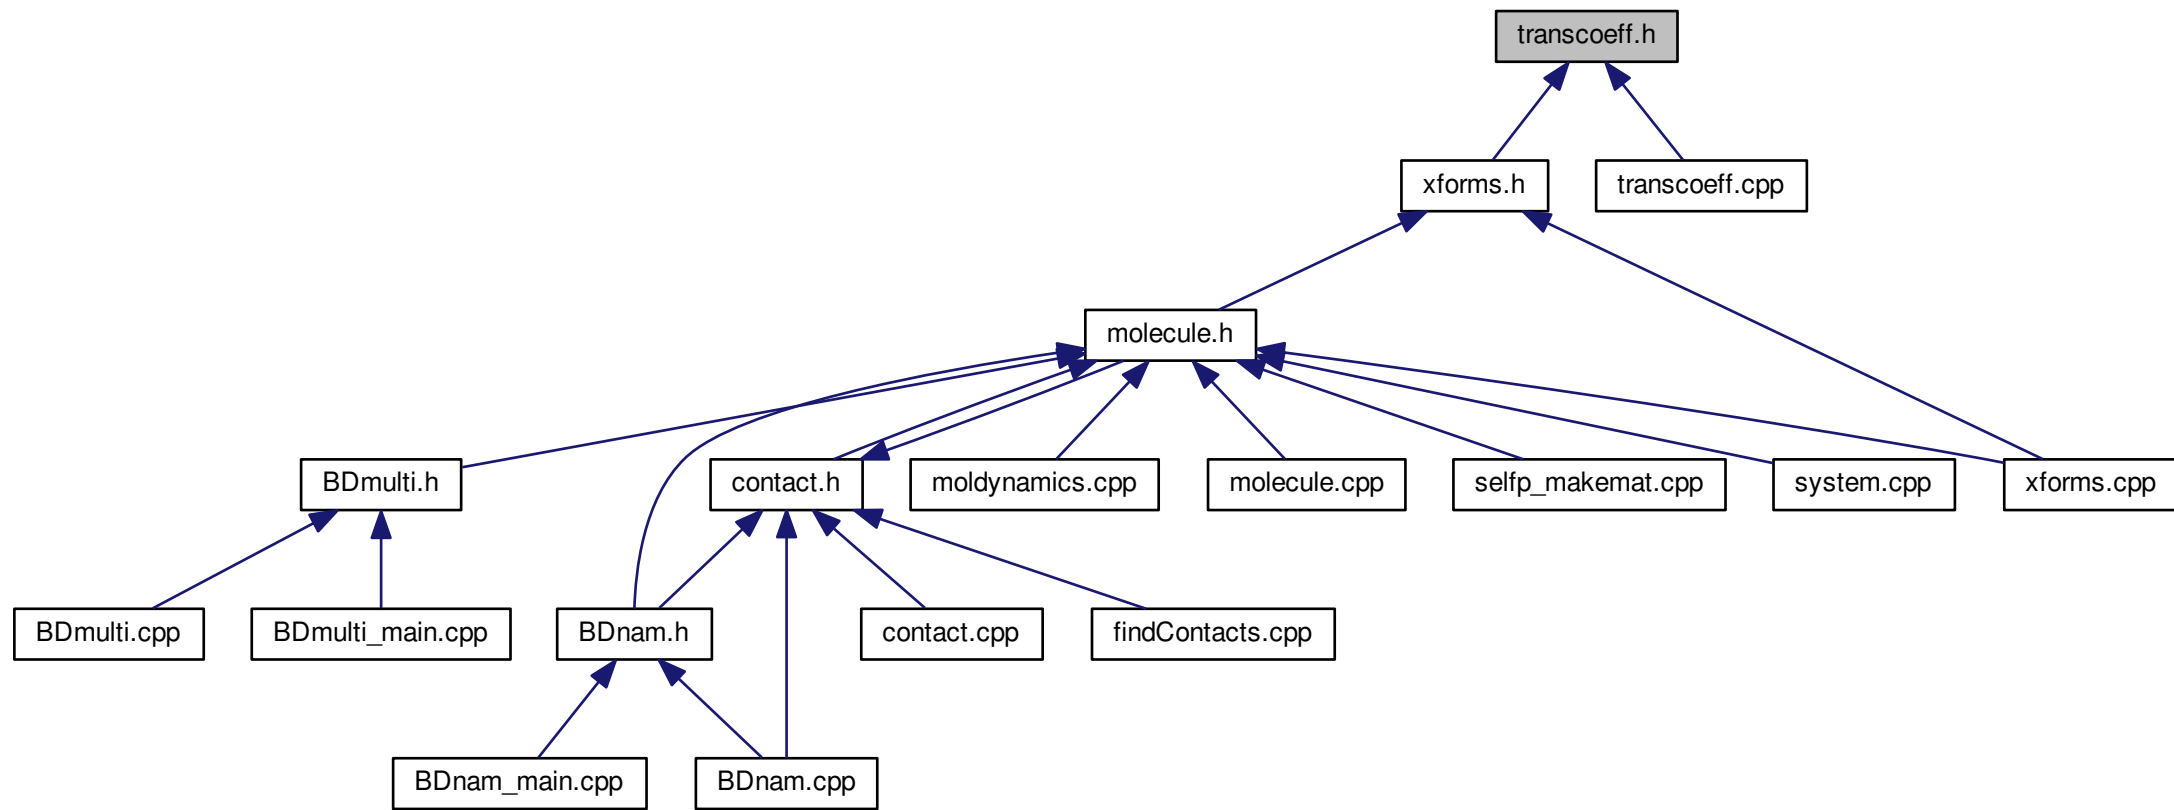 transcoeff.h
xforms.h
transcoeff.cpp
molecule.h
BDmulti.h
contact.h
moldynamics.cpp
molecule.cpp
selfp_makemat.cpp
system.cpp
xforms.cpp
BDmulti.cpp
BDmulti_main.cpp
BDnam.h
contact.cpp
findContacts.cpp
BDnam_main.cpp
BDnam.cpp